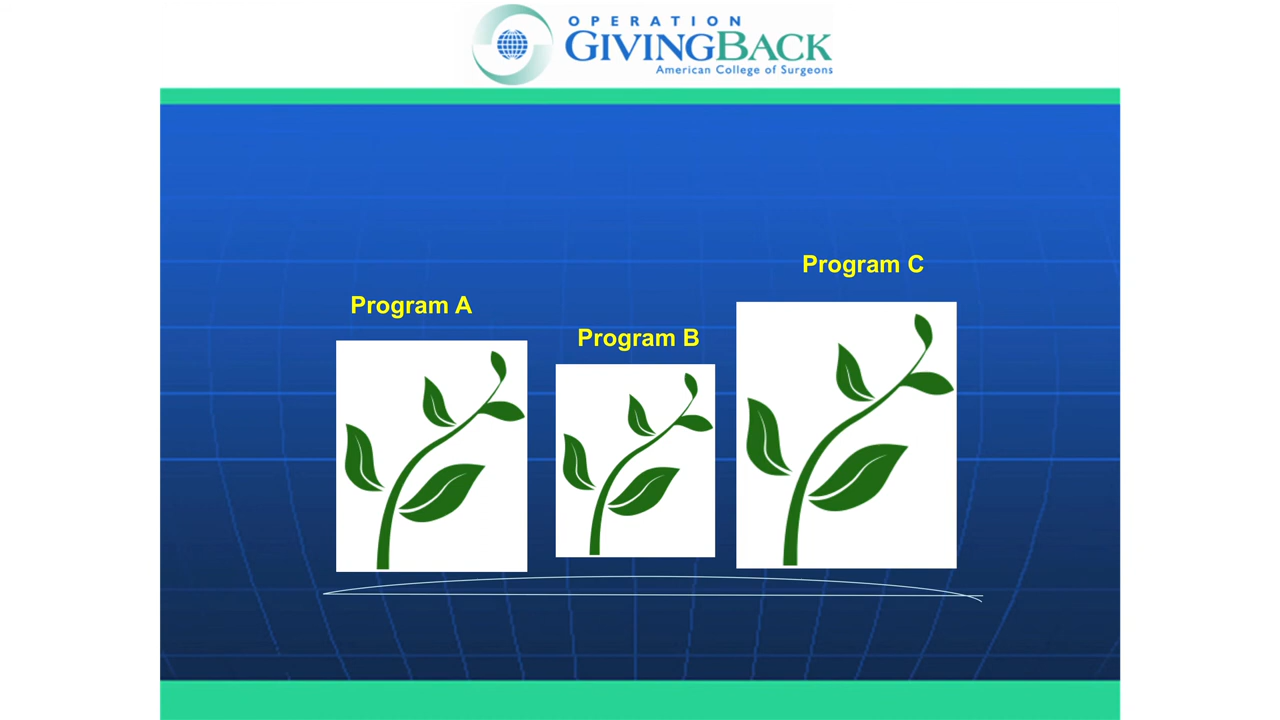 OPERATION
GIVINGBACK
American College of Surgeons
Program C
Program A
Program B